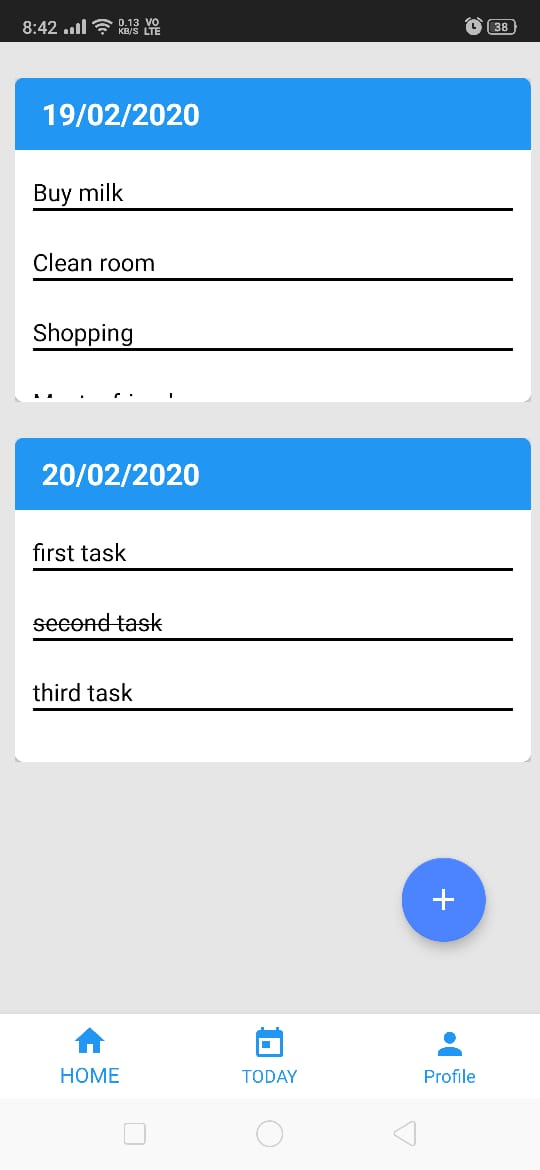 8:42 0.13 KB/S VO LTE 38
19/02/2020
Buy milk
Clean room
Shopping
20/02/2020
first task
second task
third task
+
HOME TODAY Profile